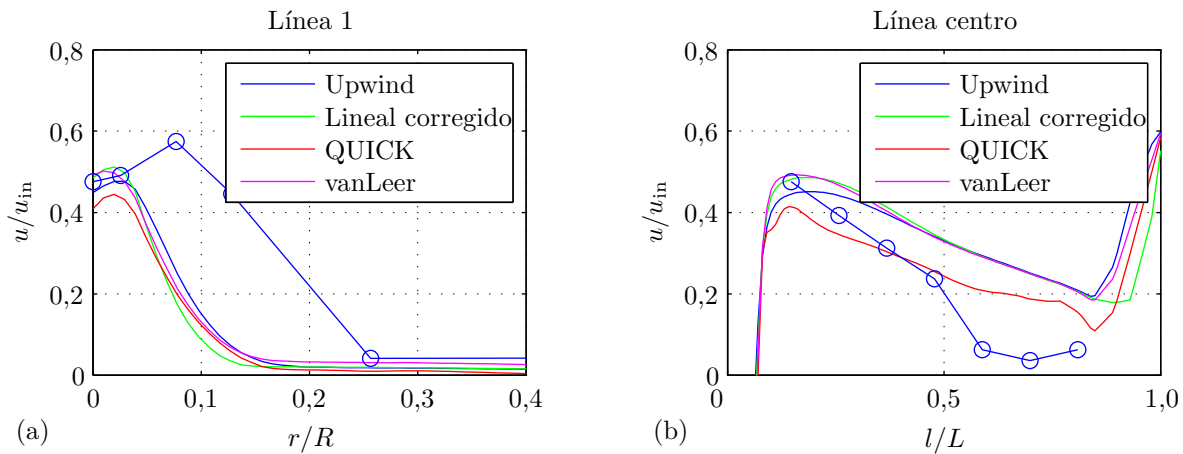 Línea 1
0,8
0,6
0,4
0,2
0
u/u_in
Upwind
Lineal corregido
QUICK
vanLeer
0
0,1
0,2
0,3
0,4
r/R
(a)
Línea centro
0,8
0,6
0,4
0,2
0
u/u_in
Upwind
Lineal corregido
QUICK
vanLeer
0
0,5
1,0
l/L
(b)